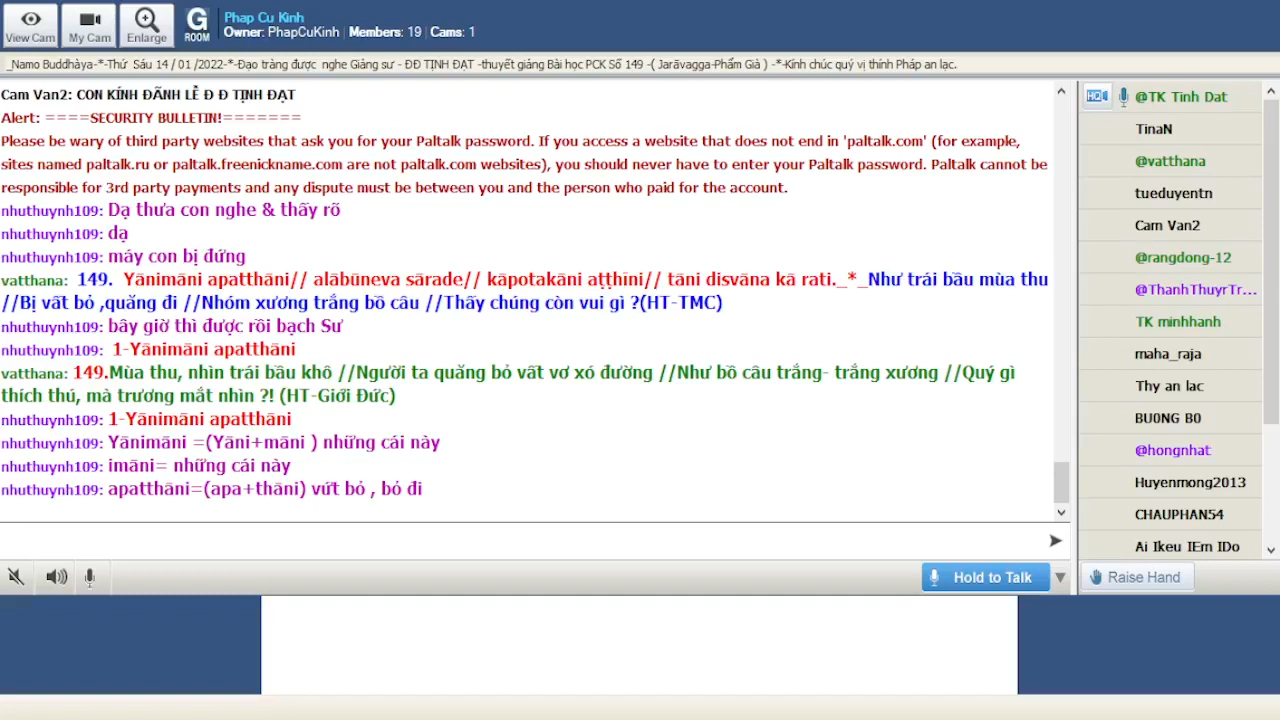 View Cam
My Cam
Enlarge
G
ROOM
Phap Cu Kinh
Owner: PhapCuKinh | Members: 19 | Cams: 1
_Namo Buddhàya-*-Thứ Sáu 14 / 01 /2022-*-Đạo tràng được nghe Giảng sư - ĐĐ TỊNH ĐẠT -thuyết giảng Bài học PCK Số 149 -( Jarāvagga-Phẩm Già ) -*-Kính chúc quý vị thính Pháp an lạc.
Cam Van2: CON KÍNH ĐÃNH LỄ Đ Đ TỊNH ĐẠT
Alert: ====SECURITY BULLETIN!=======
Please be wary of third party websites that ask you for your Paltalk password. If you access a website that does not end in 'paltalk.com' (for example,
sites named paltalk.ru or paltalk.freenickname.com are not paltalk.com websites), you should never have to enter your Paltalk password. Paltalk cannot be
responsible for 3rd party payments and any dispute must be between you and the person who paid for the account.
nhuthuynh109: Dạ thưa con nghe & thấy rõ
nhuthuynh109: dạ
nhuthuynh109: máy con bị đứng
vatthana: 149. Yānimāni apatthāni// alābūneva sārade// kāpotakāni aṭṭhīni// tāni disvāna kā rati._*_Như trái bầu mùa thu
//Bị vất bỏ ,quăng đi //Nhóm xương trắng bồ câu //Thấy chúng còn vui gì ?(HT-TMC)
nhuthuynh109: bây giờ thì được rồi bạch Sư
nhuthuynh109: 1-Yānimāni apatthāni
vatthana: 149.Mùa thu, nhìn trái bầu khô //Người ta quăng bỏ vất vơ xó đường //Như bồ câu trắng- trắng xương //Quý gì
thích thú, mà trương mắt nhìn ?! (HT-Giới Đức)
nhuthuynh109: 1-Yānimāni apatthāni
nhuthuynh109: Yānimāni =(Yāni+māni ) những cái này
nhuthuynh109: imāni= những cái này
nhuthuynh109: apatthāni=(apa+thāni) vứt bỏ , bỏ đi
Hold to Talk
@TK Tinh Dat
TinaN
@vatthana
tueduyentn
Cam Van2
@rangdong-12
@ThanhThuyrTr...
TK minhhanh
maha_raja
Thy an lac
BU0NG B0
@hongnhat
Huyenmong2013
CHAUPHAN54
Ai Ikeu IEm IDo
Raise Hand